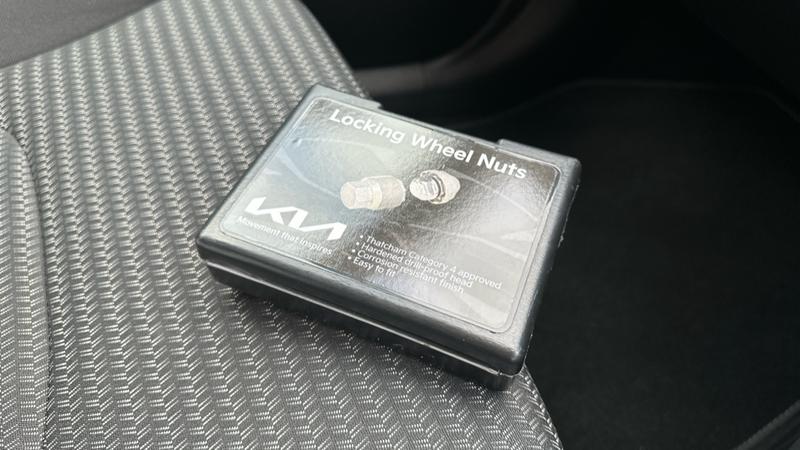 Locking Wheel Nuts
KIA
Movement that inspires
• Thatcham Category 4 approved
• Hardened drill-proof head
• Corrosion resistant finish
• Easy to fit